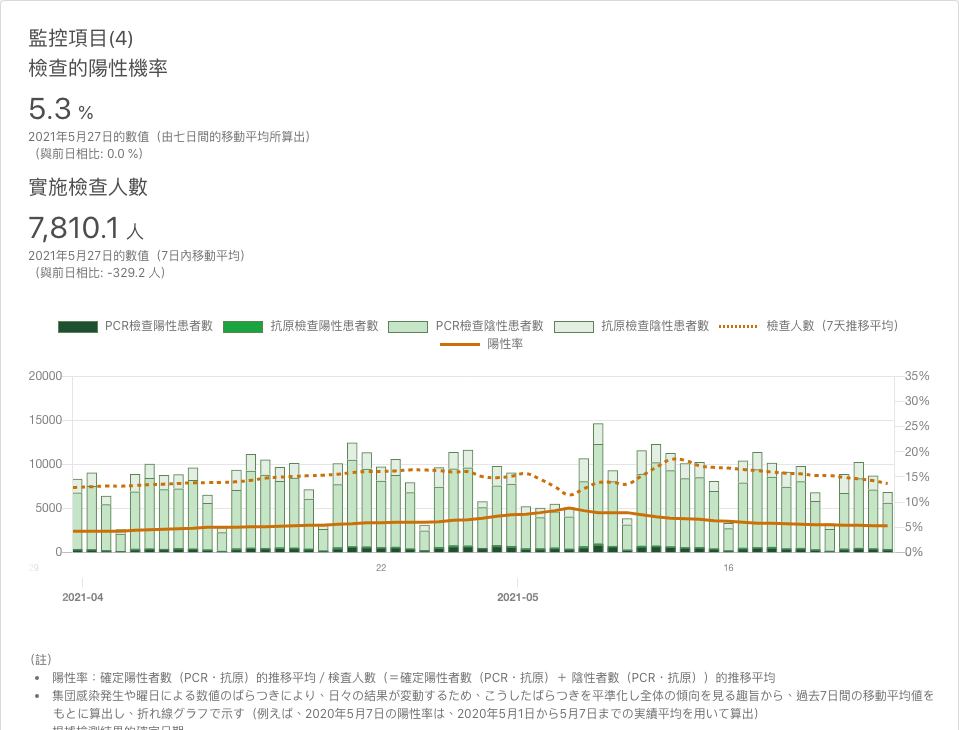 監控項目(4)
檢查的陽性機率
5.3 %
2021年5月27日的數值（由七日間的移動平均所算出）
（與前日相比: 0.0 %）
實施檢查人數
7,810.1 人
2021年5月27日的數值（7日內移動平均）
（與前日相比: -329.2 人）
PCR檢查陽性患者數 抗原檢查陽性患者數 PCR檢查陰性患者數 抗原檢查陰性患者數 檢查人數（7天推移平均）
陽性率
20000 35%
30%
15000 25%
20%
10000 15%
5000 10%
5%
0 0%
29 22 16
2021-04 2021-05
（註）
陽性率：確定陽性者數（PCR・抗原）的推移平均 / 検查人數（＝確定陽性者數（PCR・抗原）＋ 陰性者數（PCR・抗原））的推移平均
集団感染発生や曜日による数値のばらつきにより、日々の結果が変動するため、こうしたばらつきを平準化し全体の傾向を見る趣旨から、過去7日間の移動平均値を
もとに算出し、折れ線グラフで示す（例えば、2020年5月7日の陽性率は、2020年5月1日から5月7日までの実績平均を用いて算出）